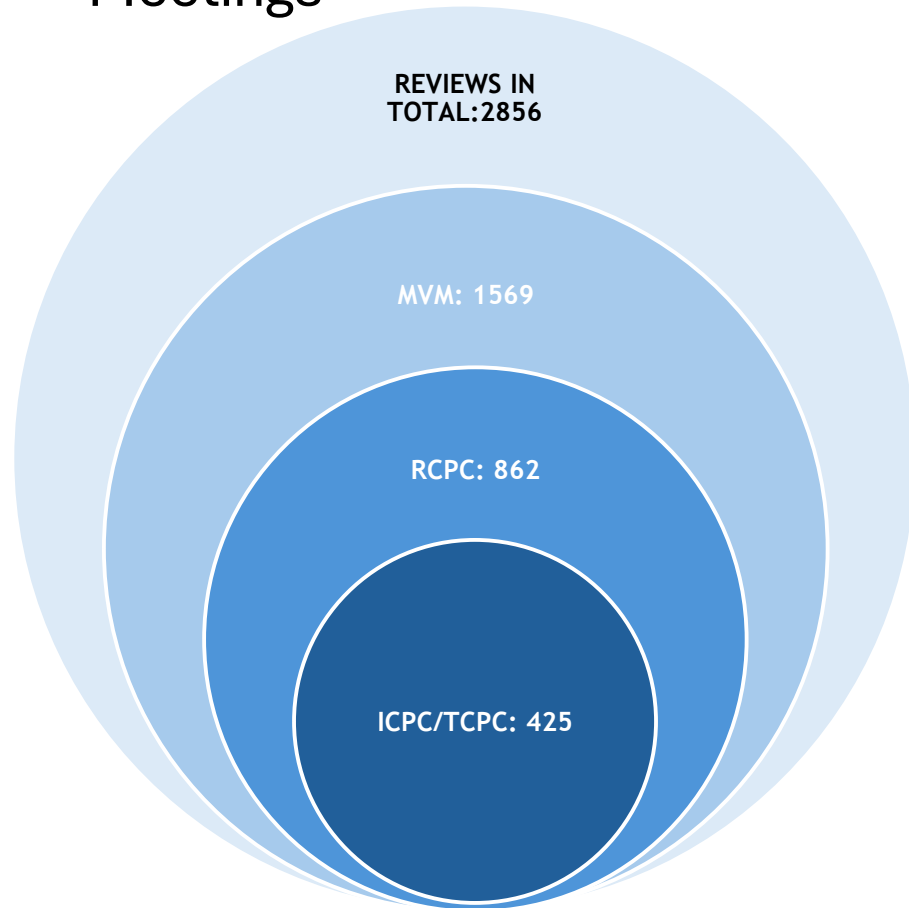 REVIEWS IN
TOTAL:2856
MVM: 1569
RCPC: 862
ICPC/TCPC: 425